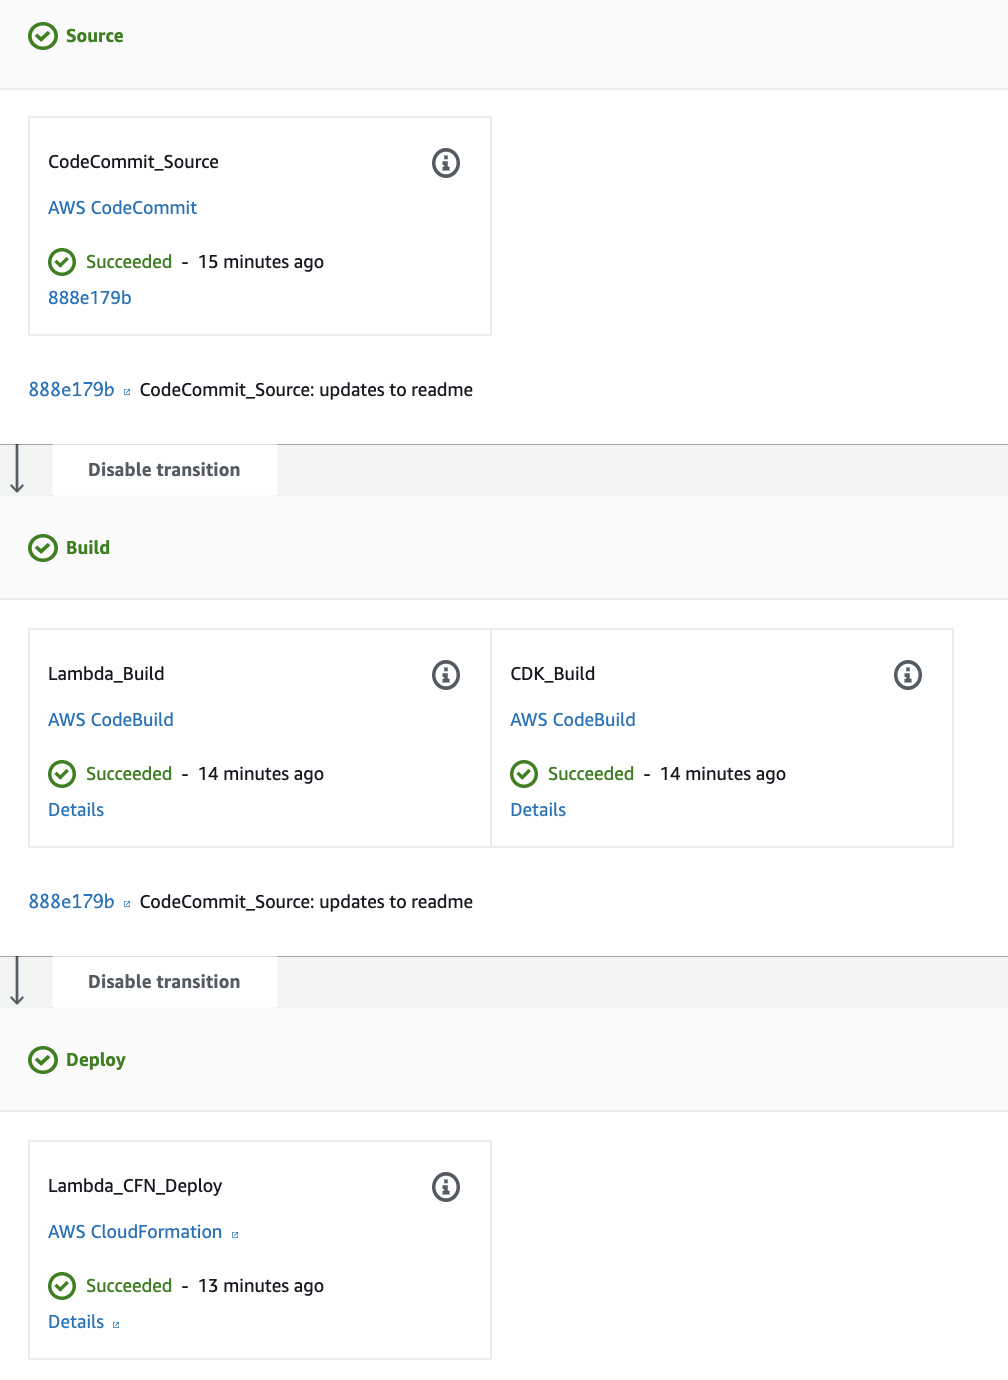 Source
CodeCommit_Source
AWS CodeCommit
Succeeded - 15 minutes ago
888e179b
888e179b CodeCommit_Source: updates to readme
Disable transition
Build
Lambda_Build
AWS CodeBuild
Succeeded - 14 minutes ago
Details
CDK_Build
AWS CodeBuild
Succeeded - 14 minutes ago
Details
888e179b CodeCommit_Source: updates to readme
Disable transition
Deploy
Lambda_CFN_Deploy
AWS CloudFormation
Succeeded - 13 minutes ago
Details